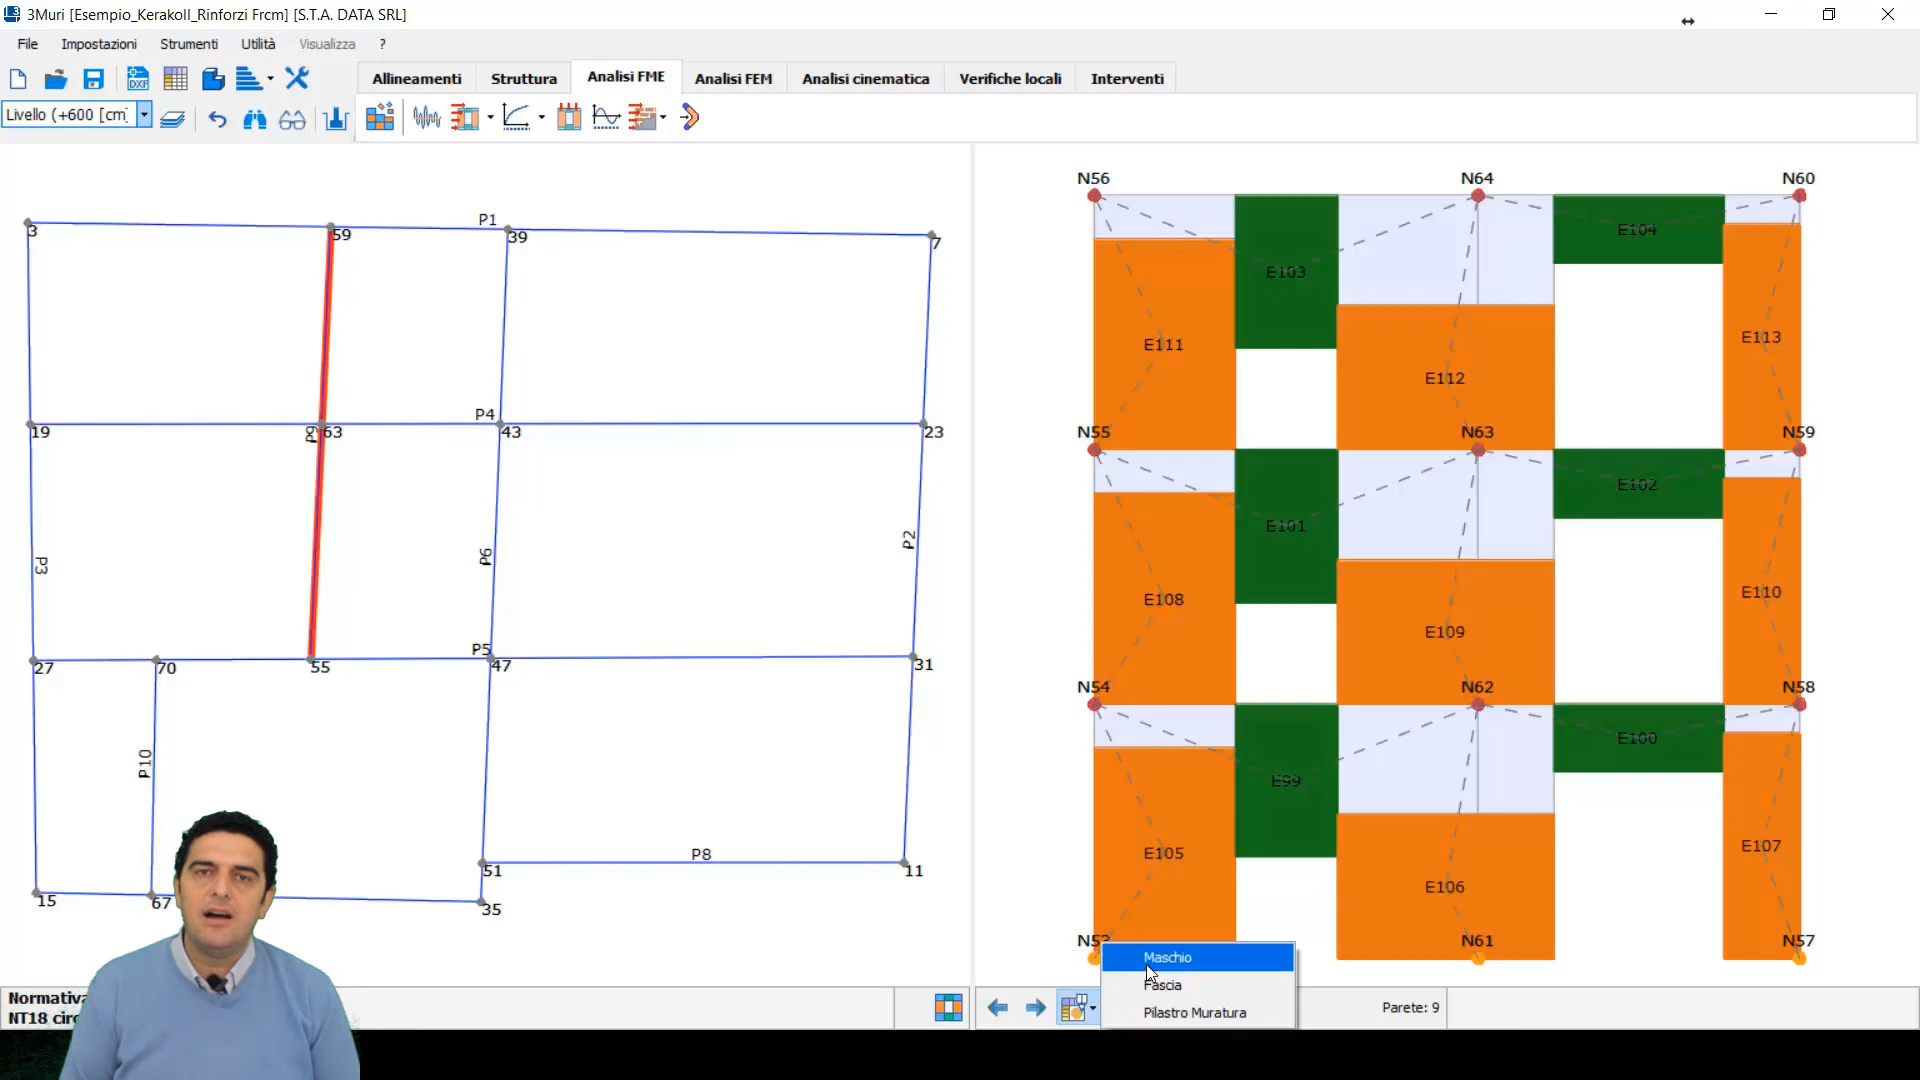 3Muri [Esempio_Kerakoll_Rinforzi Frcm] [S.T.A. DATA SRL]
File Impostazioni Strumenti Utilità Visualizza ?
DXF
Allineamenti Struttura Analisi FME Analisi FEM Analisi cinematica Verifiche locali Interventi
Livello (+600 [cm]
N56 N64 N60
3 59 P1 39 7
E103 E104
E111 E112 E113
19 P9 63 P4 43 23
N55 N63 N59
E101 E102
P3 P6 P2
E108 E109 E110
27 70 55 P5 47 31
N54 N62 N58
P10
E99 E100
E105 E106 E107
P8
51 11
15 67 35
N61 N57
Maschio
Fascia
Pilastro Muratura
Normativa
NT18 circ
Parete: 9